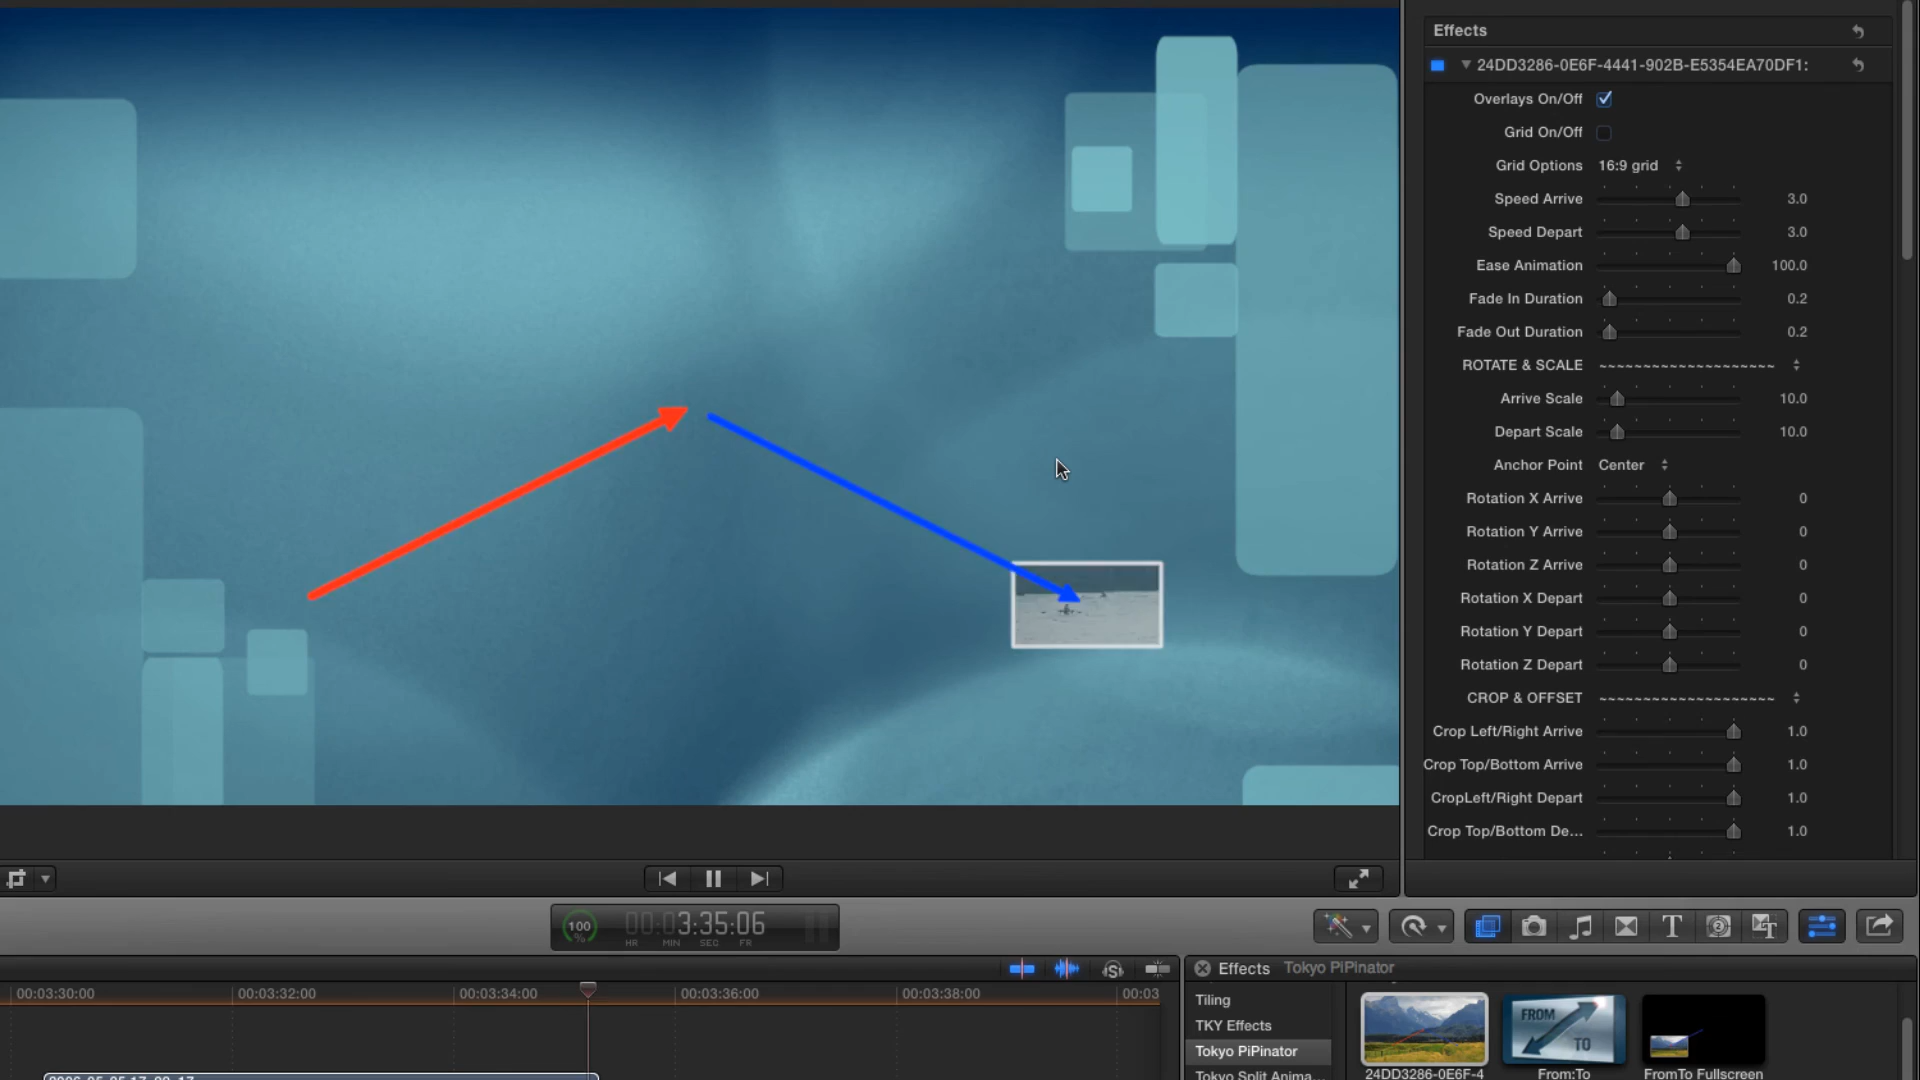 Effects
24DD3286-0E6F-4441-902B-E5354EA70DF1:
Overlays On/Off
Grid On/Off
Grid Options 16:9 grid
Speed Arrive 3.0
Speed Depart 3.0
Ease Animation 100.0
Fade In Duration 0.2
Fade Out Duration 0.2
ROTATE & SCALE ~~~~~~~~~~~~~~~~~~~~
Arrive Scale 10.0
Depart Scale 10.0
Anchor Point Center
Rotation X Arrive 0
Rotation Y Arrive 0
Rotation Z Arrive 0
Rotation X Depart 0
Rotation Y Depart 0
Rotation Z Depart 0
CROP & OFFSET ~~~~~~~~~~~~~~~~~~~~
Crop Left/Right Arrive 1.0
Crop Top/Bottom Arrive 1.0
CropLeft/Right Depart 1.0
Crop Top/Bottom De... 1.0
100 % 00:03:35:06
HR MIN SEC FR
Effects Tokyo PiPinator
00:03:30:00 00:03:32:00 00:03:34:00 00:03:36:00 00:03:38:00 00:03
Tiling
TKY Effects
Tokyo PiPinator
Tokyo Split Anima...
FROM
TO
24DD3286-0E6F-4 From:To FromTo Fullscreen